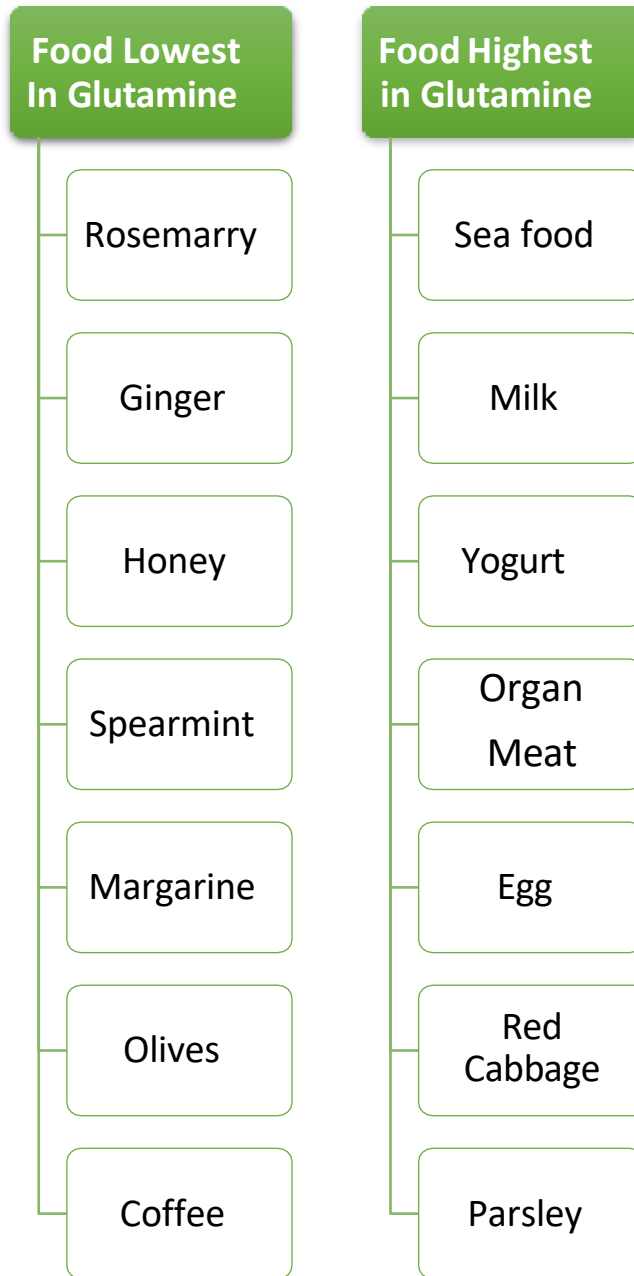 Food Lowest
In Glutamine
Rosemarry
Ginger
Honey
Spearmint
Margarine
Olives
Coffee
Food Highest
in Glutamine
Sea food
Milk
Yogurt
Organ
Meat
Egg
Red
Cabbage
Parsley